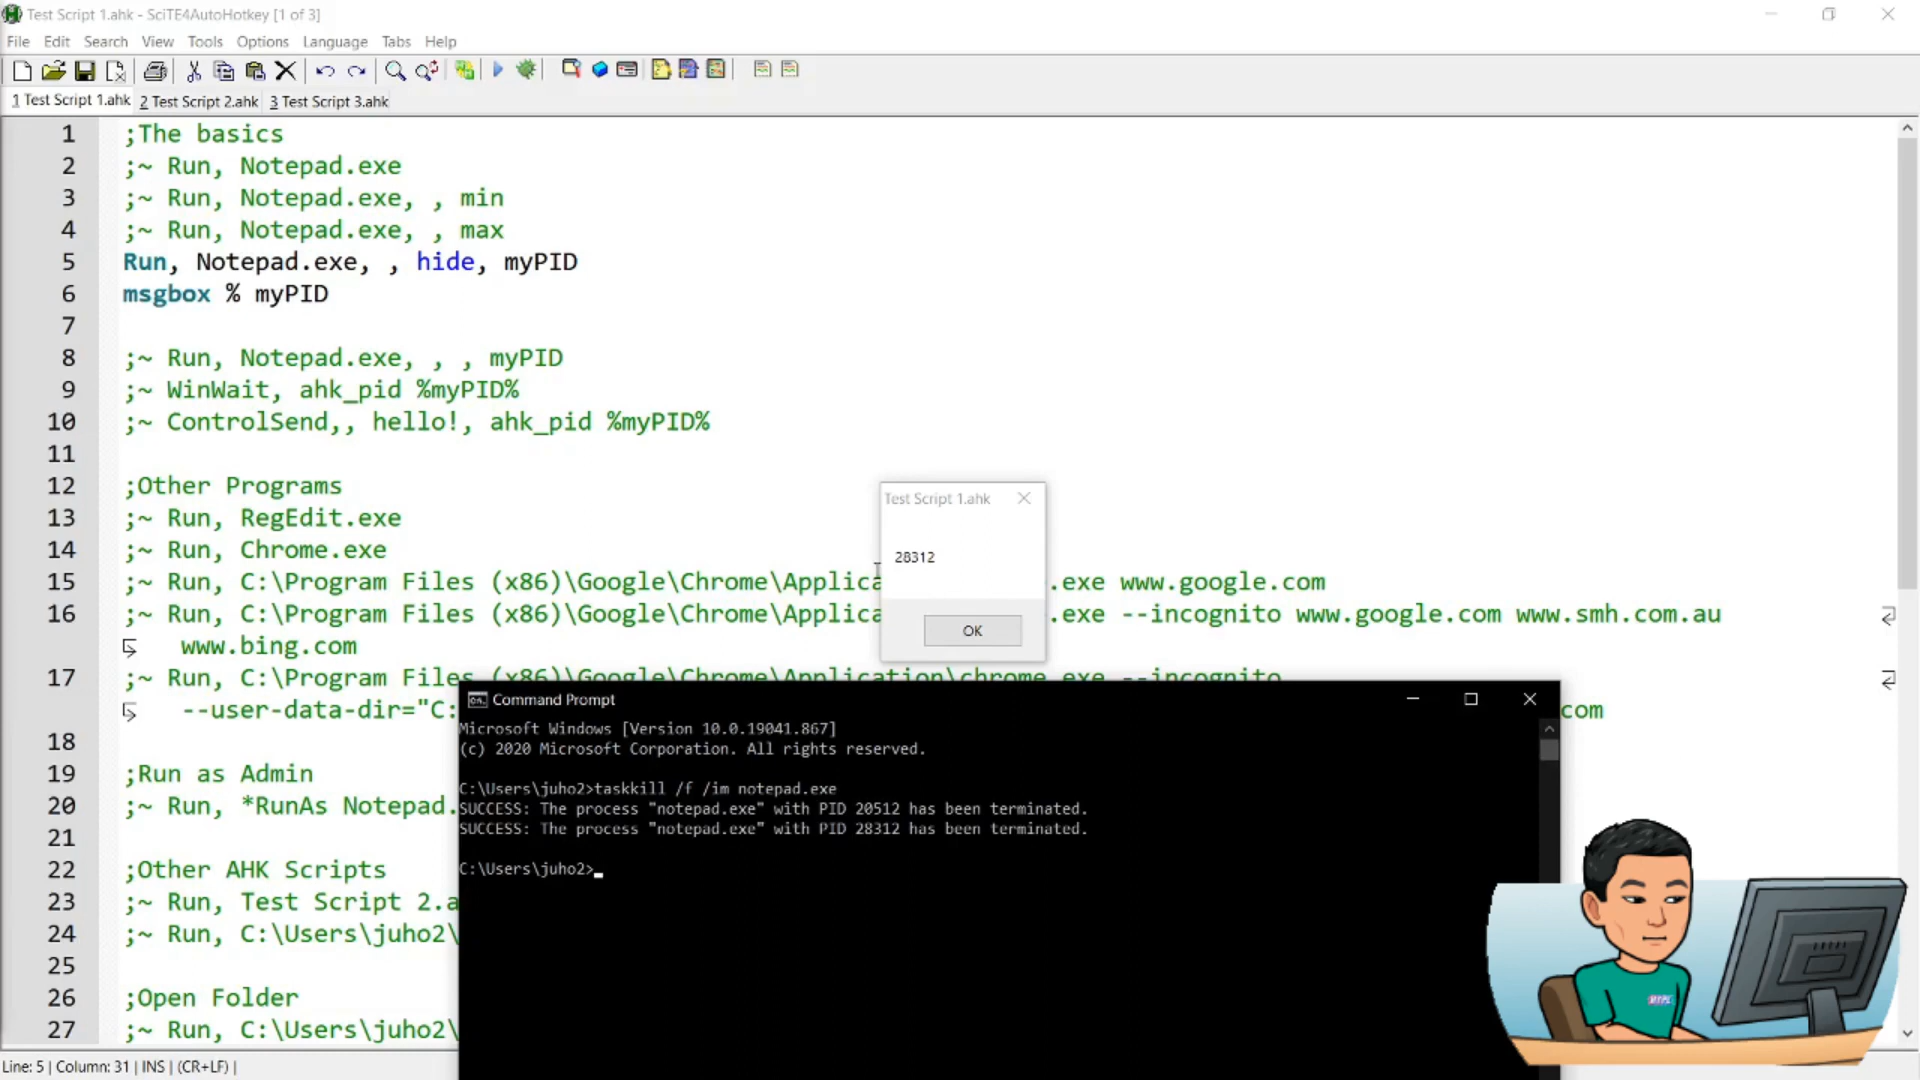 Test Script 1.ahk - SciTE4AutoHotkey [1 of 3]
File Edit Search View Tools Options Language Tabs Help
1 Test Script 1.ahk 2 Test Script 2.ahk 3 Test Script 3.ahk
1 ;The basics
2 ;~ Run, Notepad.exe
3 ;~ Run, Notepad.exe, , min
4 ;~ Run, Notepad.exe, , max
5 Run, Notepad.exe, , hide, myPID
6 msgbox % myPID
7
8 ;~ Run, Notepad.exe, , , myPID
9 ;~ WinWait, ahk_pid %myPID%
10 ;~ ControlSend,, hello!, ahk_pid %myPID%
11
12 ;Other Programs
13 ;~ Run, RegEdit.exe
14 ;~ Run, Chrome.exe
15 ;~ Run, C:\Program Files (x86)\Google\Chrome\Applica .exe www.google.com
16 ;~ Run, C:\Program Files (x86)\Google\Chrome\Applica .exe --incognito www.google.com www.smh.com.au
www.bing.com
17 ;~ Run, C:\Program Files (x86)\Google\Chrome\Application\chrome.exe --incognito
--user-data-dir="C: com
18
19 ;Run as Admin
20 ;~ Run, *RunAs Notepad.
21
22 ;Other AHK Scripts
23 ;~ Run, Test Script 2.a
24 ;~ Run, C:\Users\juho2\
25
26 ;Open Folder
27 ;~ Run, C:\Users\juho2\
Test Script 1.ahk
28312
OK
Command Prompt
Microsoft Windows [Version 10.0.19041.867]
(c) 2020 Microsoft Corporation. All rights reserved.
C:\Users\juho2>taskkill /f /im notepad.exe
SUCCESS: The process "notepad.exe" with PID 20512 has been terminated.
SUCCESS: The process "notepad.exe" with PID 28312 has been terminated.
C:\Users\juho2>
Line: 5 | Column: 31 | INS | (CR+LF) |